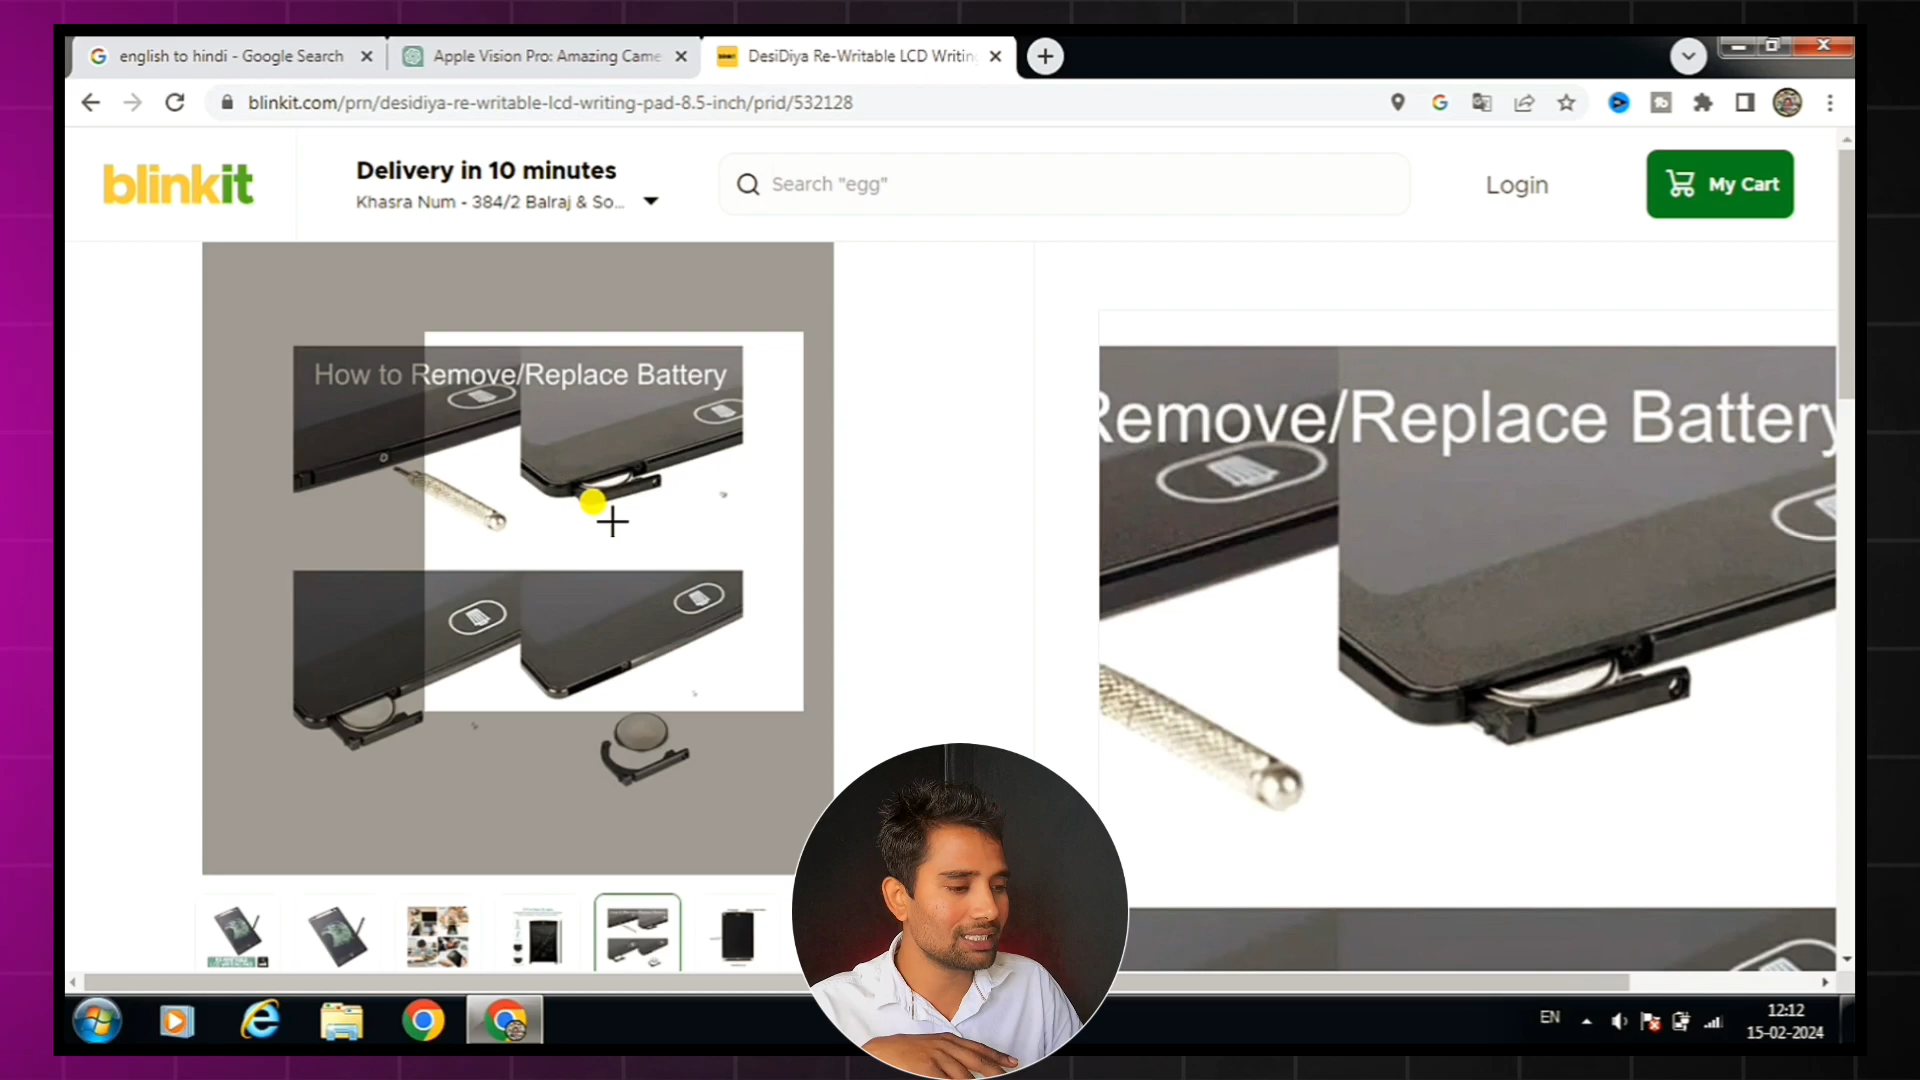 english to hindi - Google Search
Apple Vision Pro: Amazing Came
DesiDiya Re-Writable LCD Writin
blinkit.com/prn/desidiya-re-writable-lcd-writing-pad-8.5-inch/prid/532128
blinkit
Delivery in 10 minutes
Khasra Num - 384/2 Balraj & So...
Search "egg"
Login
My Cart
How to Remove/Replace Battery
Remove/Replace Battery
EN
12:12
15-02-2024